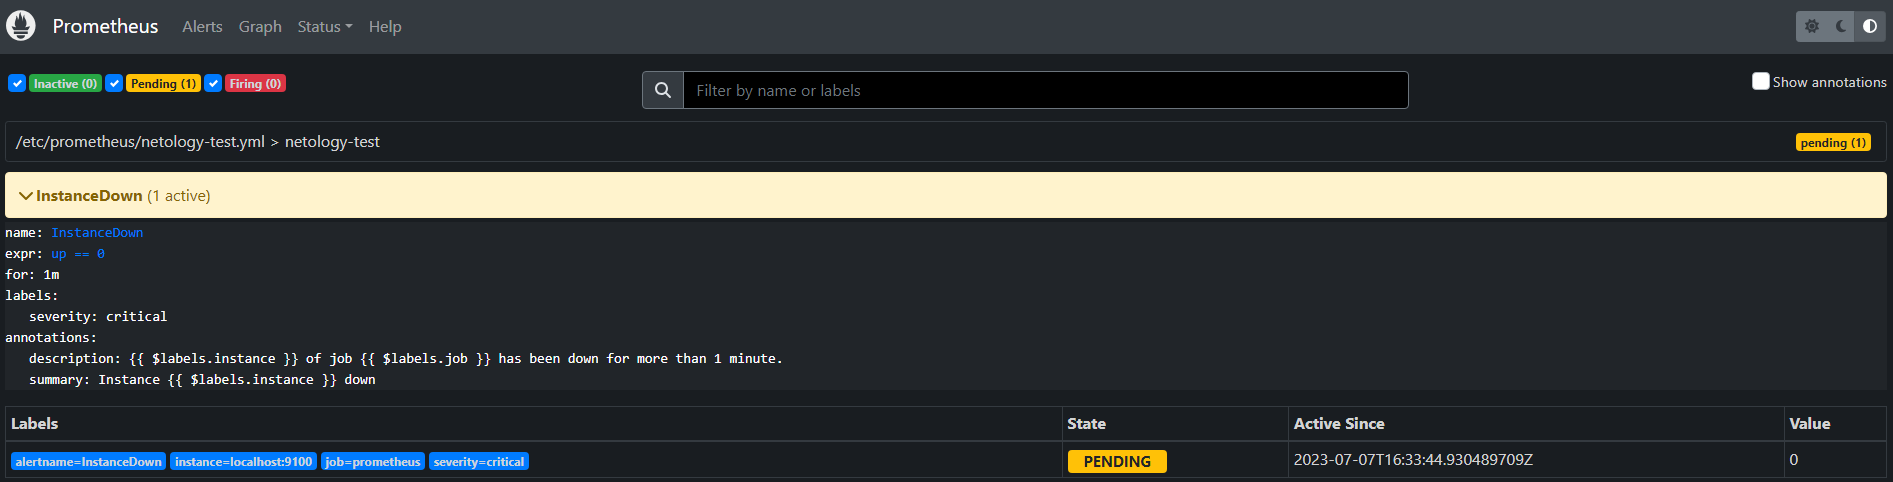 Prometheus Alerts Graph Status Help
Inactive (0) Pending (1) Firing (0) Filter by name or labels Show annotations
/etc/prometheus/netology-test.yml > netology-test pending (1)
InstanceDown (1 active)
name: InstanceDown
expr: up == 0
for: 1m
labels:
severity: critical
annotations:
description: {{ $labels.instance }} of job {{ $labels.job }} has been down for more than 1 minute.
summary: Instance {{ $labels.instance }} down
Labels State Active Since Value
alertname=InstanceDown instance=localhost:9100 job=prometheus severity=critical PENDING 2023-07-07T16:33:44.930489709Z 0